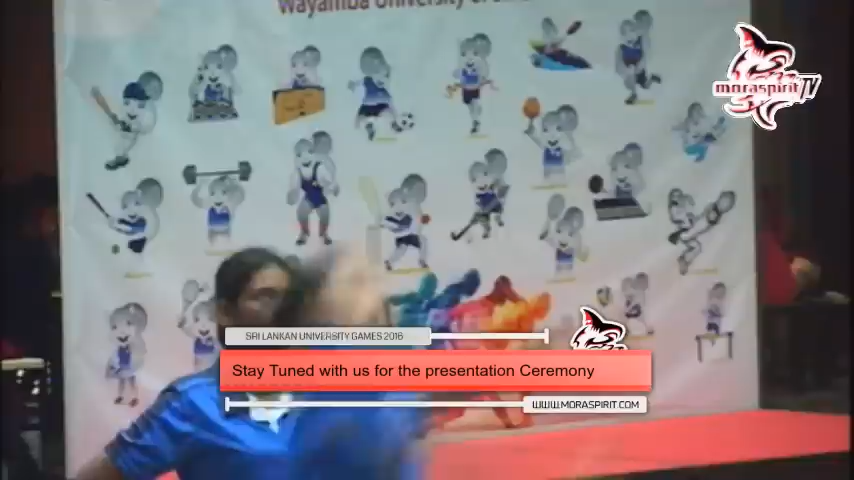 Wayamba University of
moraspirit TV
SRI LANKAN UNIVERSITY GAMES 2016
Stay Tuned with us for the presentation Ceremony
WWW.MORASPIRIT.COM